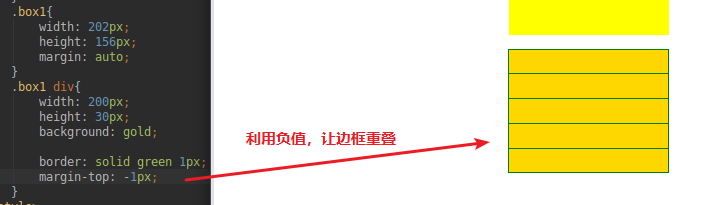 .box1{
width: 202px;
height: 156px;
margin: auto;
}
.box1 div{
width: 200px;
height: 30px;
background: gold;
border: solid green 1px;
margin-top: -1px;
}
利用负值，让边框重叠